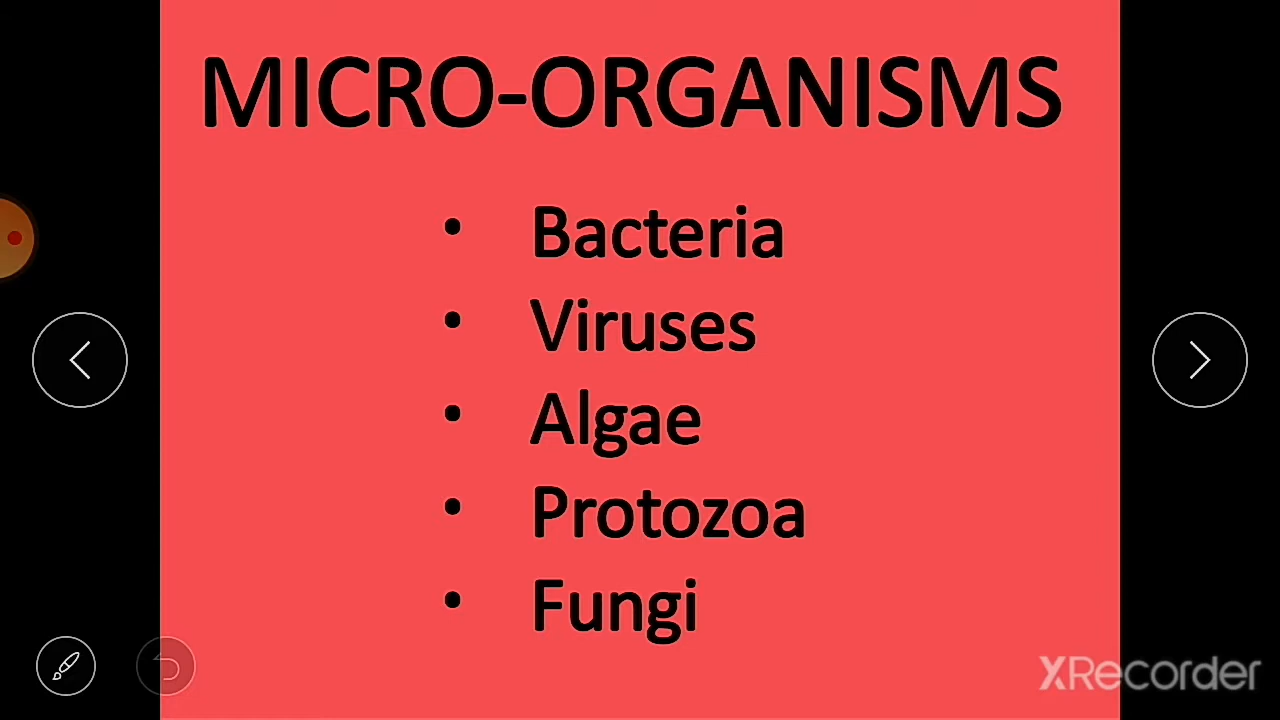 MICRO-ORGANISMS
• Bacteria
• Viruses
• Algae
• Protozoa
• Fungi
XRecorder